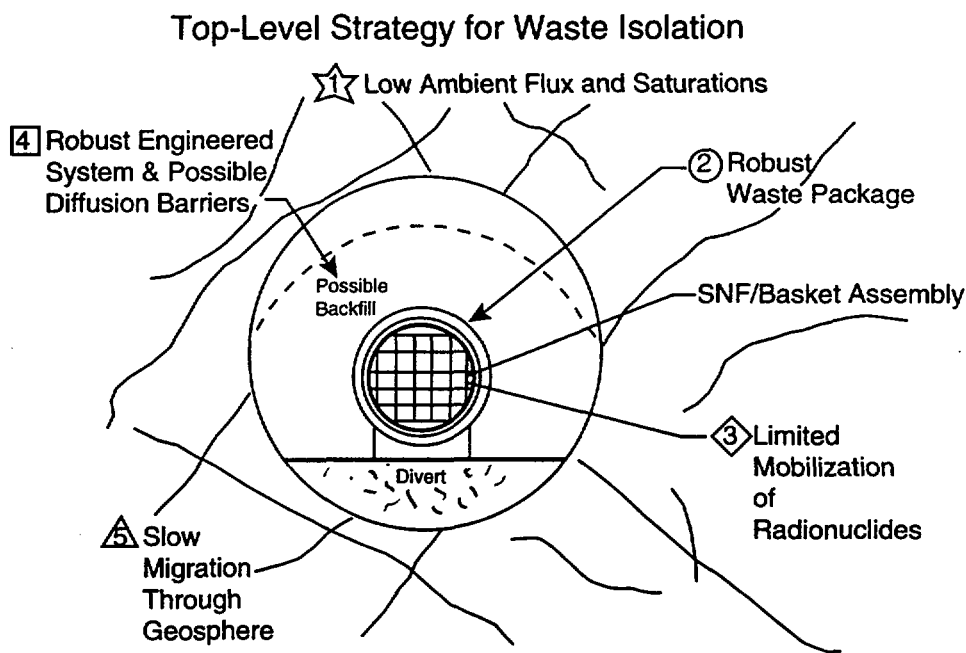 Top-Level Strategy for Waste Isolation
1 Low Ambient Flux and Saturations
4 Robust Engineered
System & Possible
Diffusion Barriers
2 Robust
Waste Package
Possible
Backfill
SNF/Basket Assembly
3 Limited
Mobilization
of
Radionuclides
Divert
5 Slow
Migration
Through
Geosphere